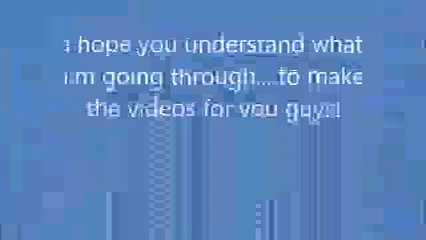 i hope you understand what
i m going through... to make
the videos for you guys!